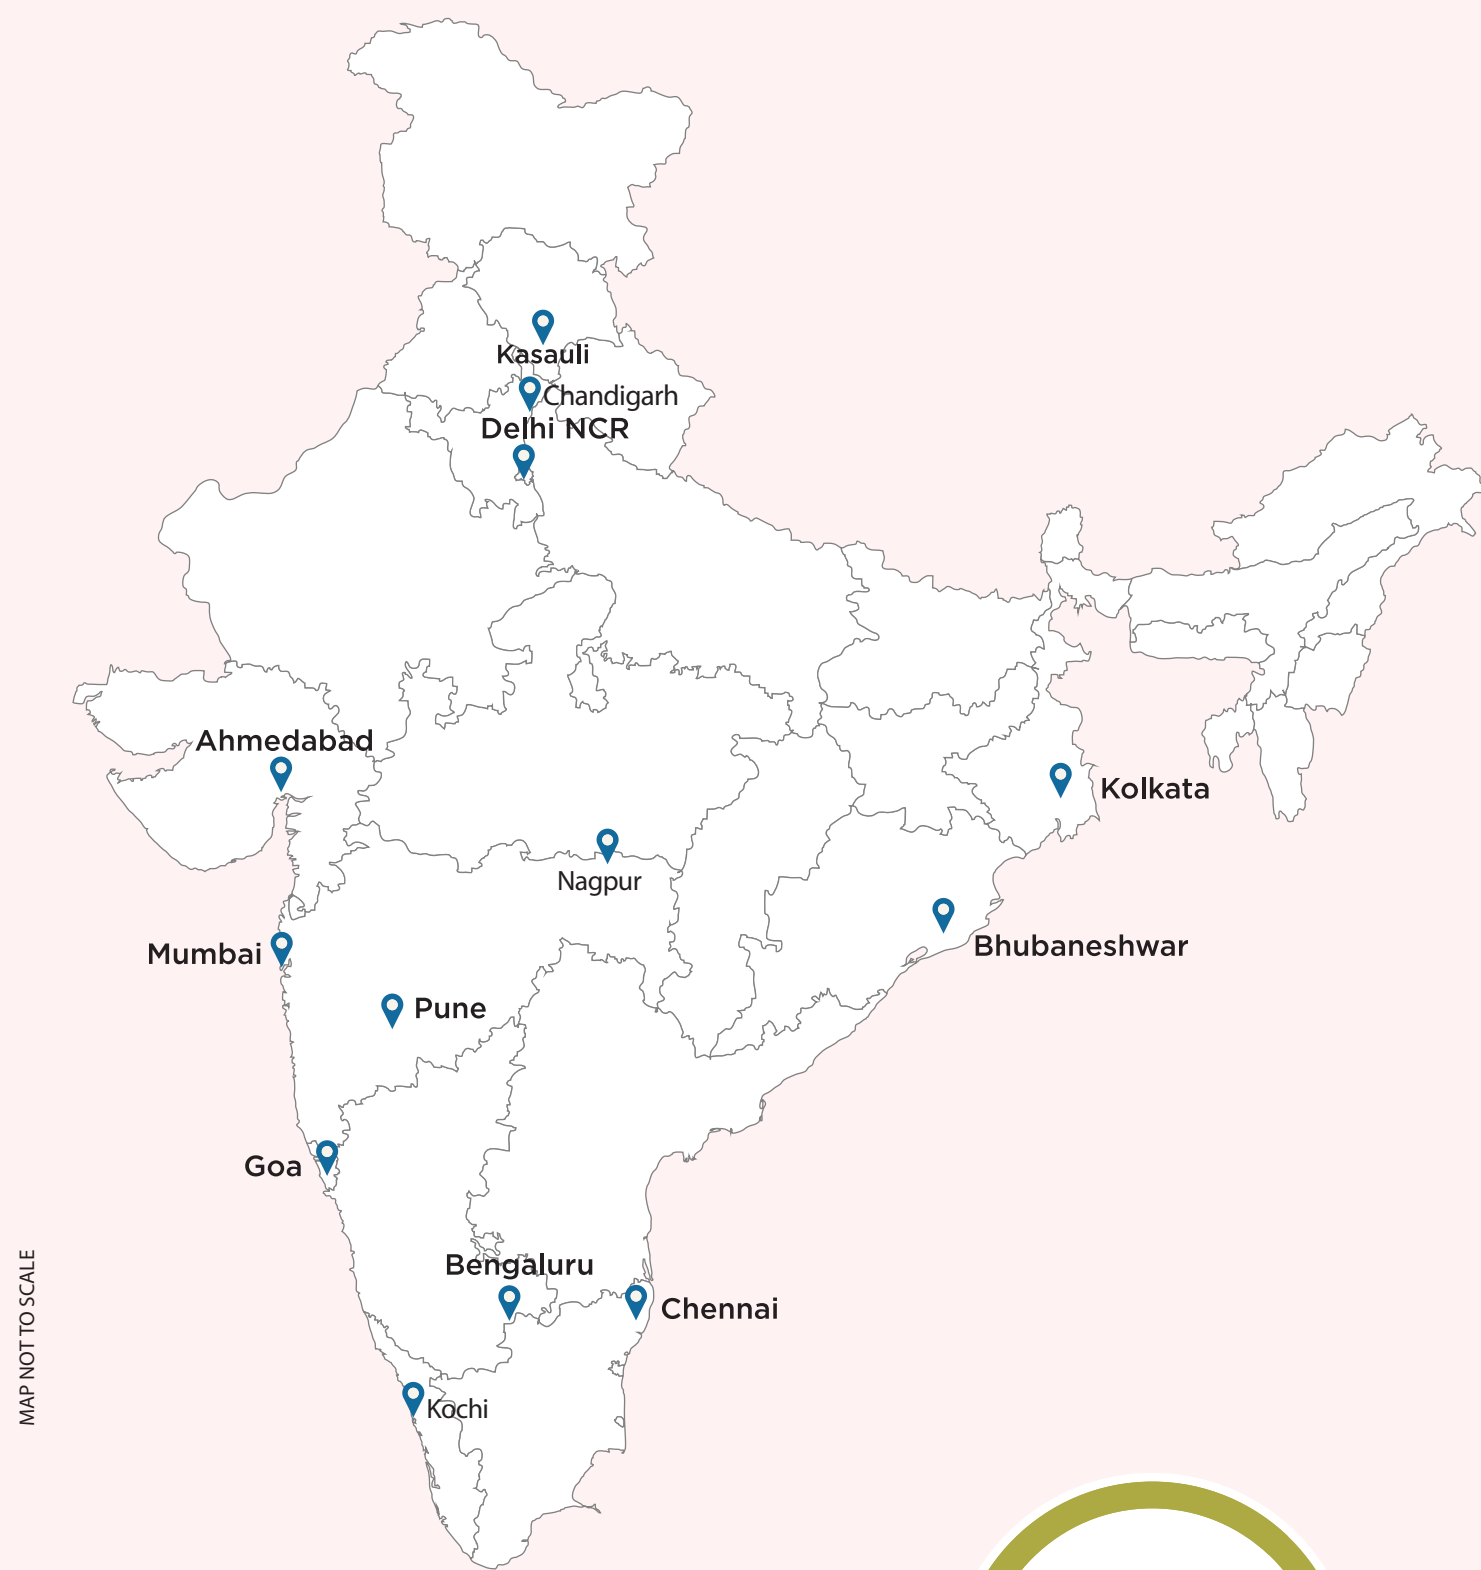 Kasauli
Chandigarh
Delhi NCR
Ahmedabad
Kolkata
Nagpur
Bhubaneshwar
Mumbai
Pune
Goa
Bengaluru
Chennai
Kochi
MAP NOT TO SCALE